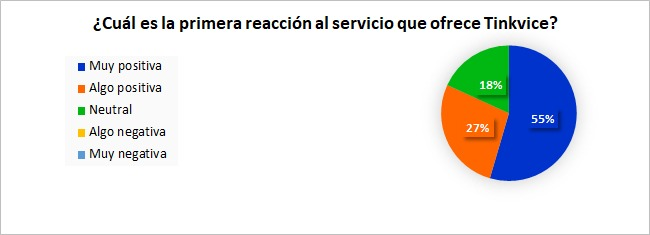 ¿Cuál es la primera reacción al servicio que ofrece Tinkvice?
Muy positiva
Algo positiva
Neutral
Algo negativa
Muy negativa
18%
55%
27%